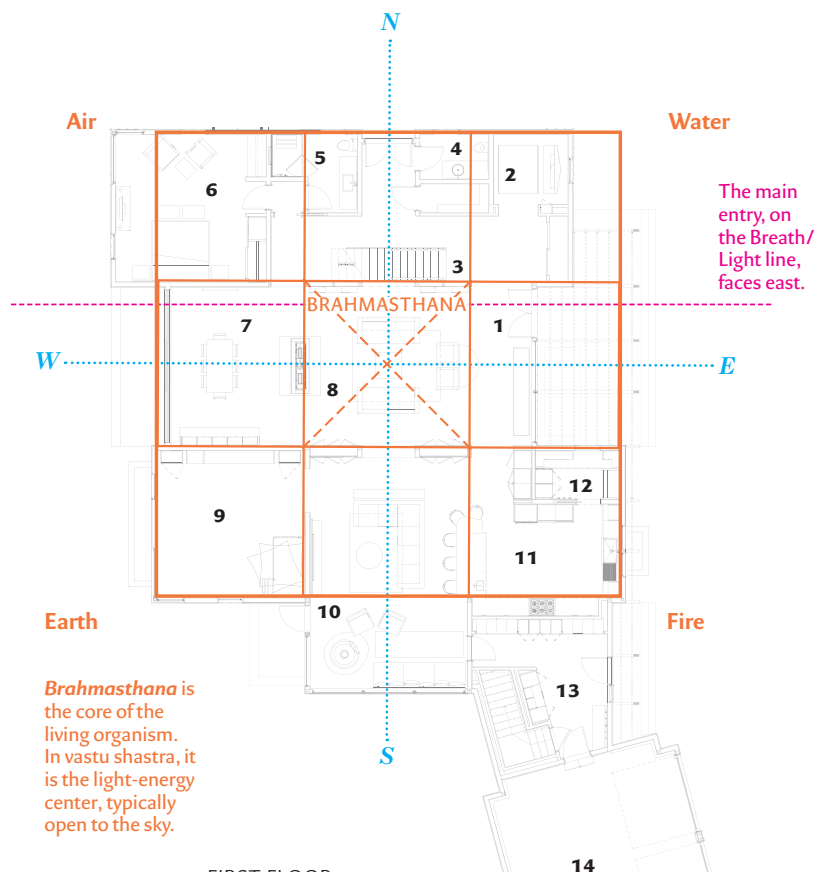 N
Air
Water
5
4
6
2
The main
entry, on
the Breath/
Light line,
faces east.
3
BRAHMASTHANA
7
1
W
E
8
12
9
11
10
Earth
Fire
Brahmasthana is
the core of the
living organism.
In vastu shastra, it
is the light-energy
center, typically
open to the sky.
13
S
14
FIRST FLOOR